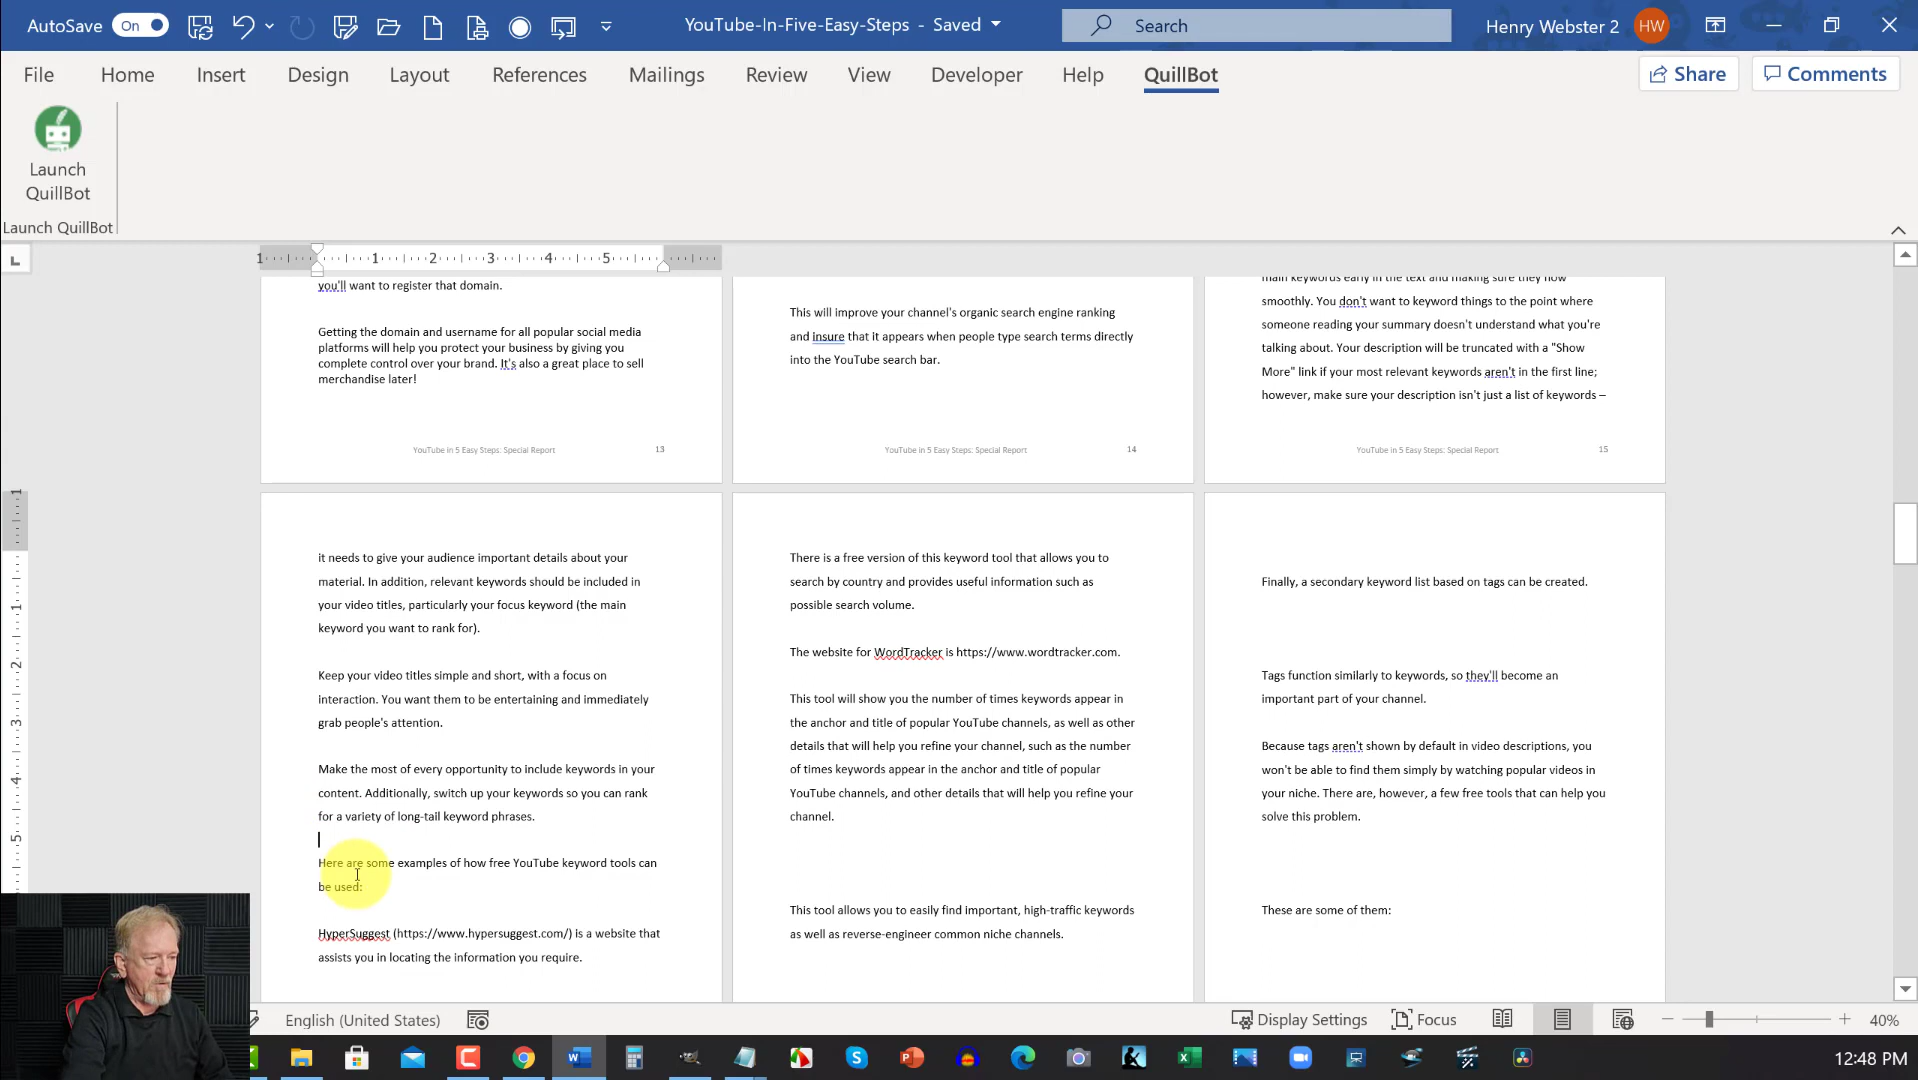 AutoSave On
YouTube-In-Five-Easy-Steps - Saved
Search
Henry Webster 2
HW
File Home Insert Design Layout References Mailings Review View Developer Help QuillBot
Share Comments
Launch
QuillBot
Launch QuillBot
1 1 2 3 4 5
you'll want to register that domain.
Getting the domain and username for all popular social media
platforms will help you protect your business by giving you
complete control over your brand. It's also a great place to sell
merchandise later!
YouTube in 5 Easy Steps: Special Report 13
This will improve your channel's organic search engine ranking
and insure that it appears when people type search terms directly
into the YouTube search bar.
YouTube in 5 Easy Steps: Special Report 14
main keywords early in the text and making sure they flow
smoothly. You don't want to keyword things to the point where
someone reading your summary doesn't understand what you're
talking about. Your description will be truncated with a "Show
More" link if your most relevant keywords aren't in the first line;
however, make sure your description isn't just a list of keywords –
YouTube in 5 Easy Steps: Special Report 15
1
1
2
3
4
5
it needs to give your audience important details about your
material. In addition, relevant keywords should be included in
your video titles, particularly your focus keyword (the main
keyword you want to rank for).
Keep your video titles simple and short, with a focus on
interaction. You want them to be entertaining and immediately
grab people's attention.
Make the most of every opportunity to include keywords in your
content. Additionally, switch up your keywords so you can rank
for a variety of long-tail keyword phrases.
Here are some examples of how free YouTube keyword tools can
be used:
HyperSuggest (https://www.hypersuggest.com/) is a website that
assists you in locating the information you require.
There is a free version of this keyword tool that allows you to
search by country and provides useful information such as
possible search volume.
The website for WordTracker is https://www.wordtracker.com.
This tool will show you the number of times keywords appear in
the anchor and title of popular YouTube channels, as well as other
details that will help you refine your channel, such as the number
of times keywords appear in the anchor and title of popular
YouTube channels, and other details that will help you refine your
channel.
This tool allows you to easily find important, high-traffic keywords
as well as reverse-engineer common niche channels.
Finally, a secondary keyword list based on tags can be created.
Tags function similarly to keywords, so they'll become an
important part of your channel.
Because tags aren't shown by default in video descriptions, you
won't be able to find them simply by watching popular videos in
your niche. There are, however, a few free tools that can help you
solve this problem.
These are some of them:
English (United States)
Display Settings
Focus
40%
12:48 PM